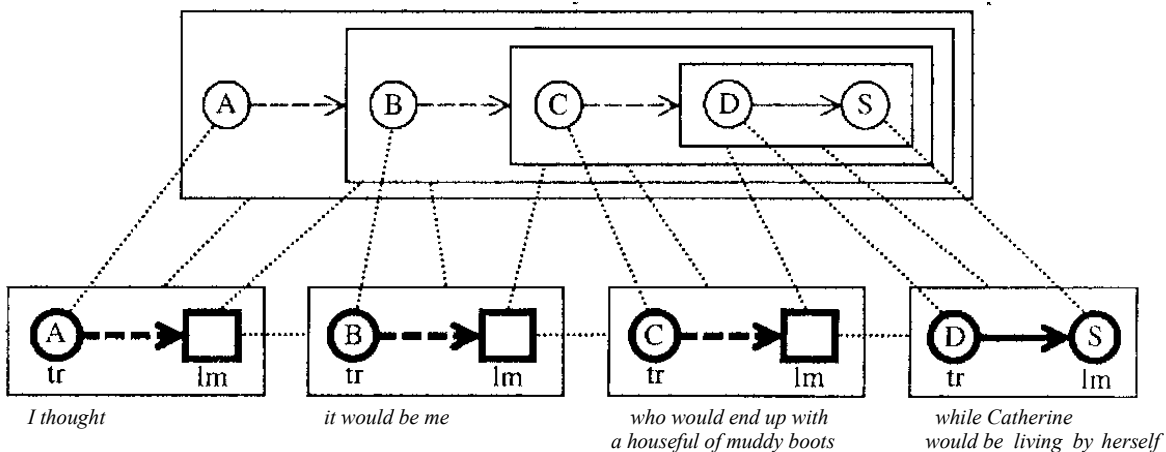 A B C D S
A B C D S
tr lm tr lm tr lm tr lm
I thought it would be me who would end up with while Catherine
a houseful of muddy boots would be living by herself